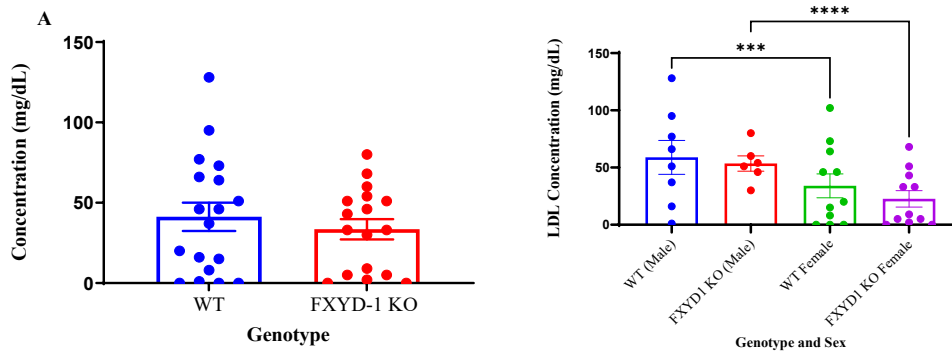 A
Concentration (mg/dL)
150
100
50
0
WT
FXYD-1 KO
Genotype
****
***
LDL Concentration (mg/dL)
150
100
50
0
WT (Male)
FXYD1 KO (Male)
WT Female
FXYD1 KO Female
Genotype and Sex